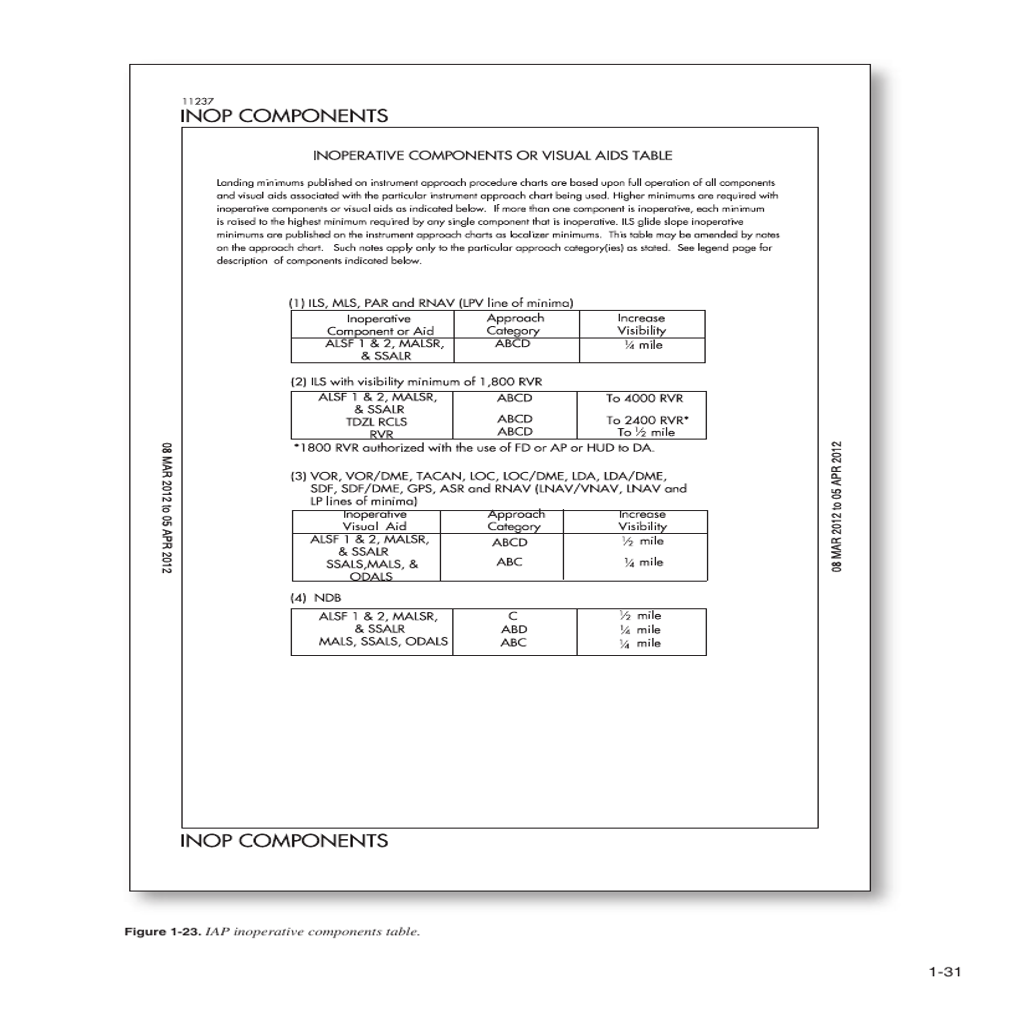 11237
INOP COMPONENTS
INOPERATIVE COMPONENTS OR VISUAL AIDS TABLE
Landing minimums published on instrument approach procedure charts are based upon full operation of all components
and visual aids associated with the particular instrument approach chart being used. Higher minimums are required with
inoperative components or visual aids as indicated below. If more than one component is inoperative, each minimum
is raised to the highest minimum required by any single component that is inoperative. ILS glide slope inoperative
minimums are published on the instrument approach charts as localizer minimums. This table may be amended by notes
on the approach chart. Such notes apply only to the particular approach category(ies) as stated. See legend page for
description of components indicated below.
(1) ILS, MLS, PAR and RNAV (LPV line of minima)
Inoperative Approach Increase
Component or Aid Category Visibility
ALSF 1 & 2, MALSR, ABCD ¼ mile
& SSALR
(2) ILS with visibility minimum of 1,800 RVR
ALSF 1 & 2, MALSR, ABCD To 4000 RVR
& SSALR
TDZL RCLS ABCD To 2400 RVR*
RVR ABCD To ½ mile
*1800 RVR authorized with the use of FD or AP or HUD to DA.
(3) VOR, VOR/DME, TACAN, LOC, LOC/DME, LDA, LDA/DME,
SDF, SDF/DME, GPS, ASR and RNAV (LNAV/VNAV, LNAV and
LP lines of minima)
Inoperative Approach Increase
Visual Aid Category Visibility
ALSF 1 & 2, MALSR, ABCD ½ mile
& SSALR
SSALS,MALS, & ABC ¼ mile
ODALS
(4) NDB
ALSF 1 & 2, MALSR, C ½ mile
& SSALR ABD ¼ mile
MALS, SSALS, ODALS ABC ¼ mile
08 MAR 2012 to 05 APR 2012
08 MAR 2012 to 05 APR 2012
INOP COMPONENTS
Figure 1-23. IAP inoperative components table.
1-31